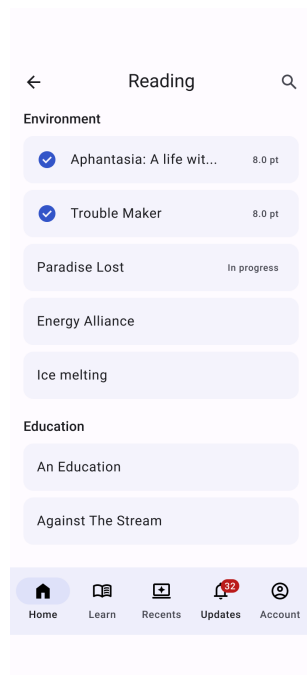 Reading
Environment
Aphantasia: A life wit... 8.0 pt
Trouble Maker 8.0 pt
Paradise Lost In progress
Energy Alliance
Ice melting
Education
An Education
Against The Stream
32
Home Learn Recents Updates Account